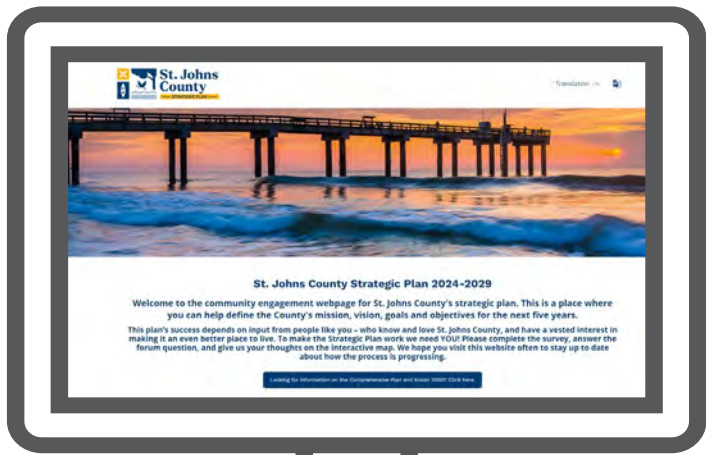 St. Johns
County
STRATEGIC PLAN
Translation ->
St. Johns County Strategic Plan 2024-2029
Welcome to the community engagement webpage for St. Johns County's strategic plan. This is a place where
you can help define the County's mission, vision, goals and objectives for the next five years.
This plan's success depends on input from people like you – who know and love St. Johns County, and have a vested interest in
making it an even better place to live. To make the Strategic Plan work we need YOU! Please complete the survey, answer the
forum question, and give us your thoughts on the interactive map. We hope you visit this website often to stay up to date
about how the process is progressing.
Looking for information on the Comprehensive Plan and Vision 2050? Click here.